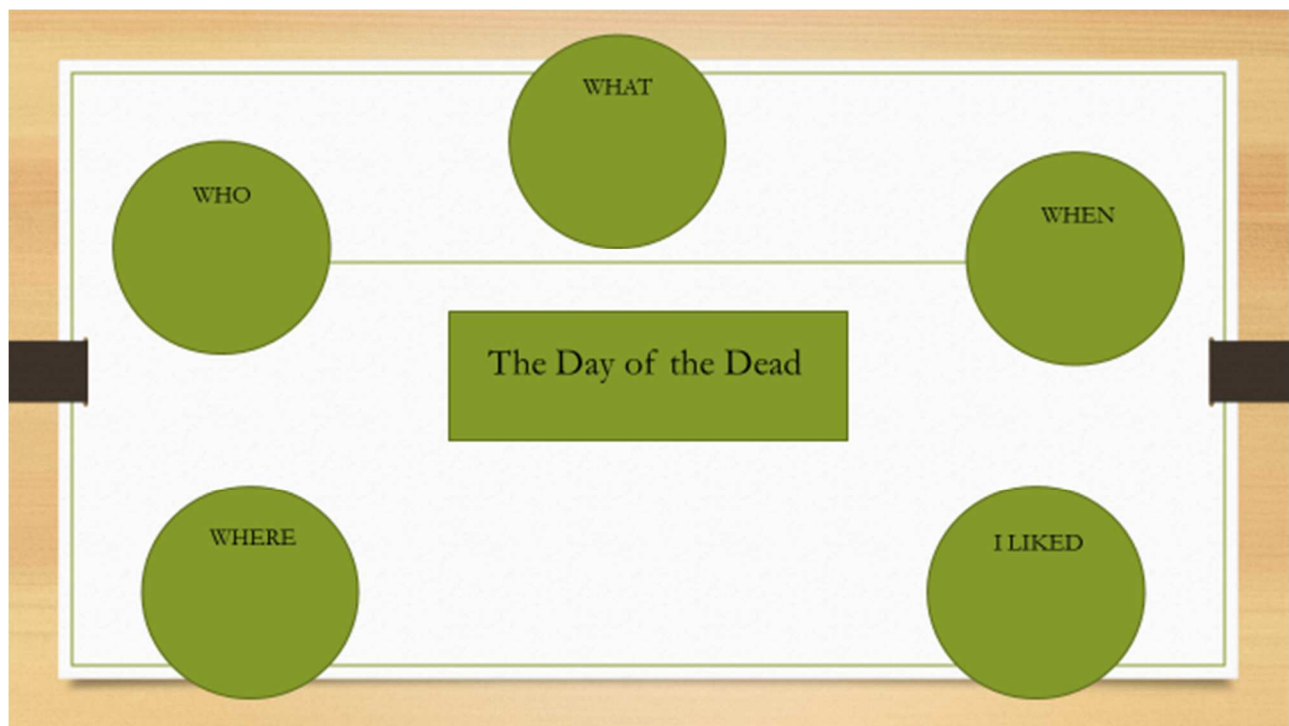 WHAT
WHO
WHEN
The Day of the Dead
WHERE
I LIKED